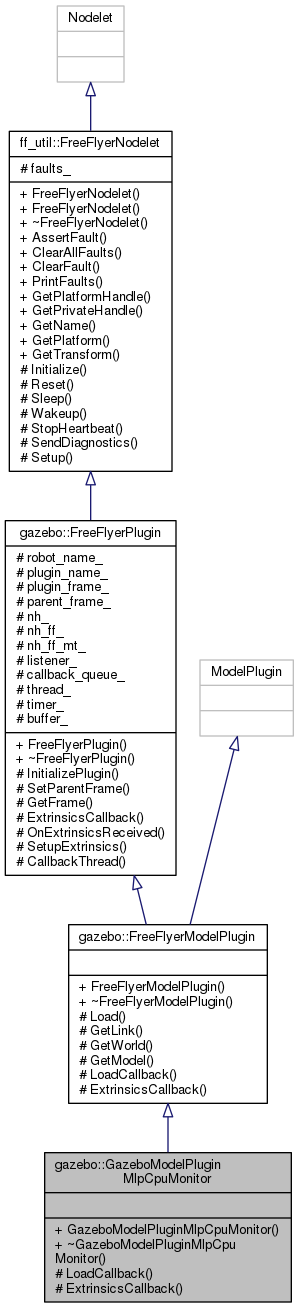 Nodelet
ff_util::FreeFlyerNodelet
# faults_
+ FreeFlyerNodelet()
+ FreeFlyerNodelet()
+ ~FreeFlyerNodelet()
+ AssertFault()
+ ClearAllFaults()
+ ClearFault()
+ PrintFaults()
+ GetPlatformHandle()
+ GetPrivateHandle()
+ GetName()
+ GetPlatform()
+ GetTransform()
# Initialize()
# Reset()
# Sleep()
# Wakeup()
# StopHeartbeat()
# SendDiagnostics()
# Setup()
gazebo::FreeFlyerPlugin
# robot_name_
# plugin_name_
# plugin_frame_
# parent_frame_
# nh_
# nh_ff_
# nh_ff_mt_
# listener_
# callback_queue_
# thread_
# timer_
# buffer_
+ FreeFlyerPlugin()
+ ~FreeFlyerPlugin()
# InitializePlugin()
# SetParentFrame()
# GetFrame()
# ExtrinsicsCallback()
# OnExtrinsicsReceived()
# SetupExtrinsics()
# CallbackThread()
ModelPlugin
gazebo::FreeFlyerModelPlugin
+ FreeFlyerModelPlugin()
+ ~FreeFlyerModelPlugin()
# Load()
# GetLink()
# GetWorld()
# GetModel()
# LoadCallback()
# ExtrinsicsCallback()
gazebo::GazeboModelPlugin
MlpCpuMonitor
+ GazeboModelPluginMlpCpuMonitor()
+ ~GazeboModelPluginMlpCpu
Monitor()
# LoadCallback()
# ExtrinsicsCallback()